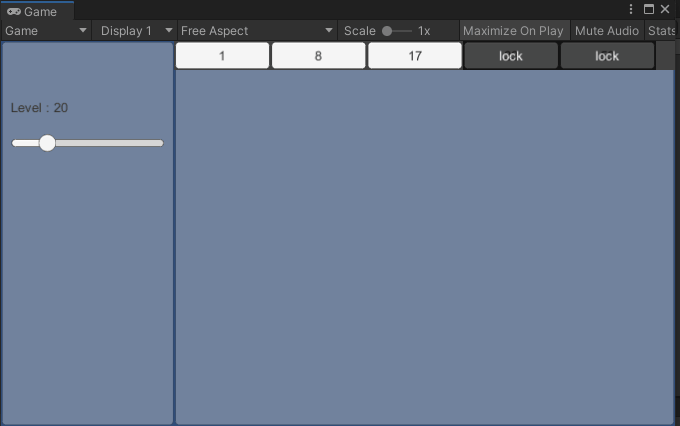 Game
Game Display 1 Free Aspect Scale 1x Maximize On Play Mute Audio Stats
1 8 17 lock lock
Level : 20